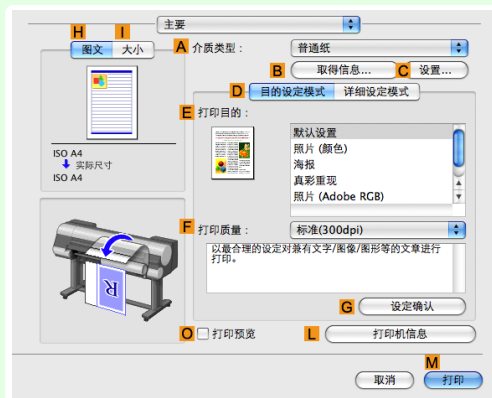 主要
H I
图文 大小
A 介质类型： 普通纸
B 取得信息... C 设置...
D 目的设定模式 详细设定模式
E 打印目的：
默认设置
照片 (颜色)
海报
真彩重现
照片 (Adobe RGB)
ISO A4
实际尺寸
ISO A4
F 打印质量： 标准(300dpi)
以最合理的设定对兼有文字/图像/图形等的文章进行
打印。
R
G 设定确认
O 打印预览 L 打印机信息
M
取消 打印